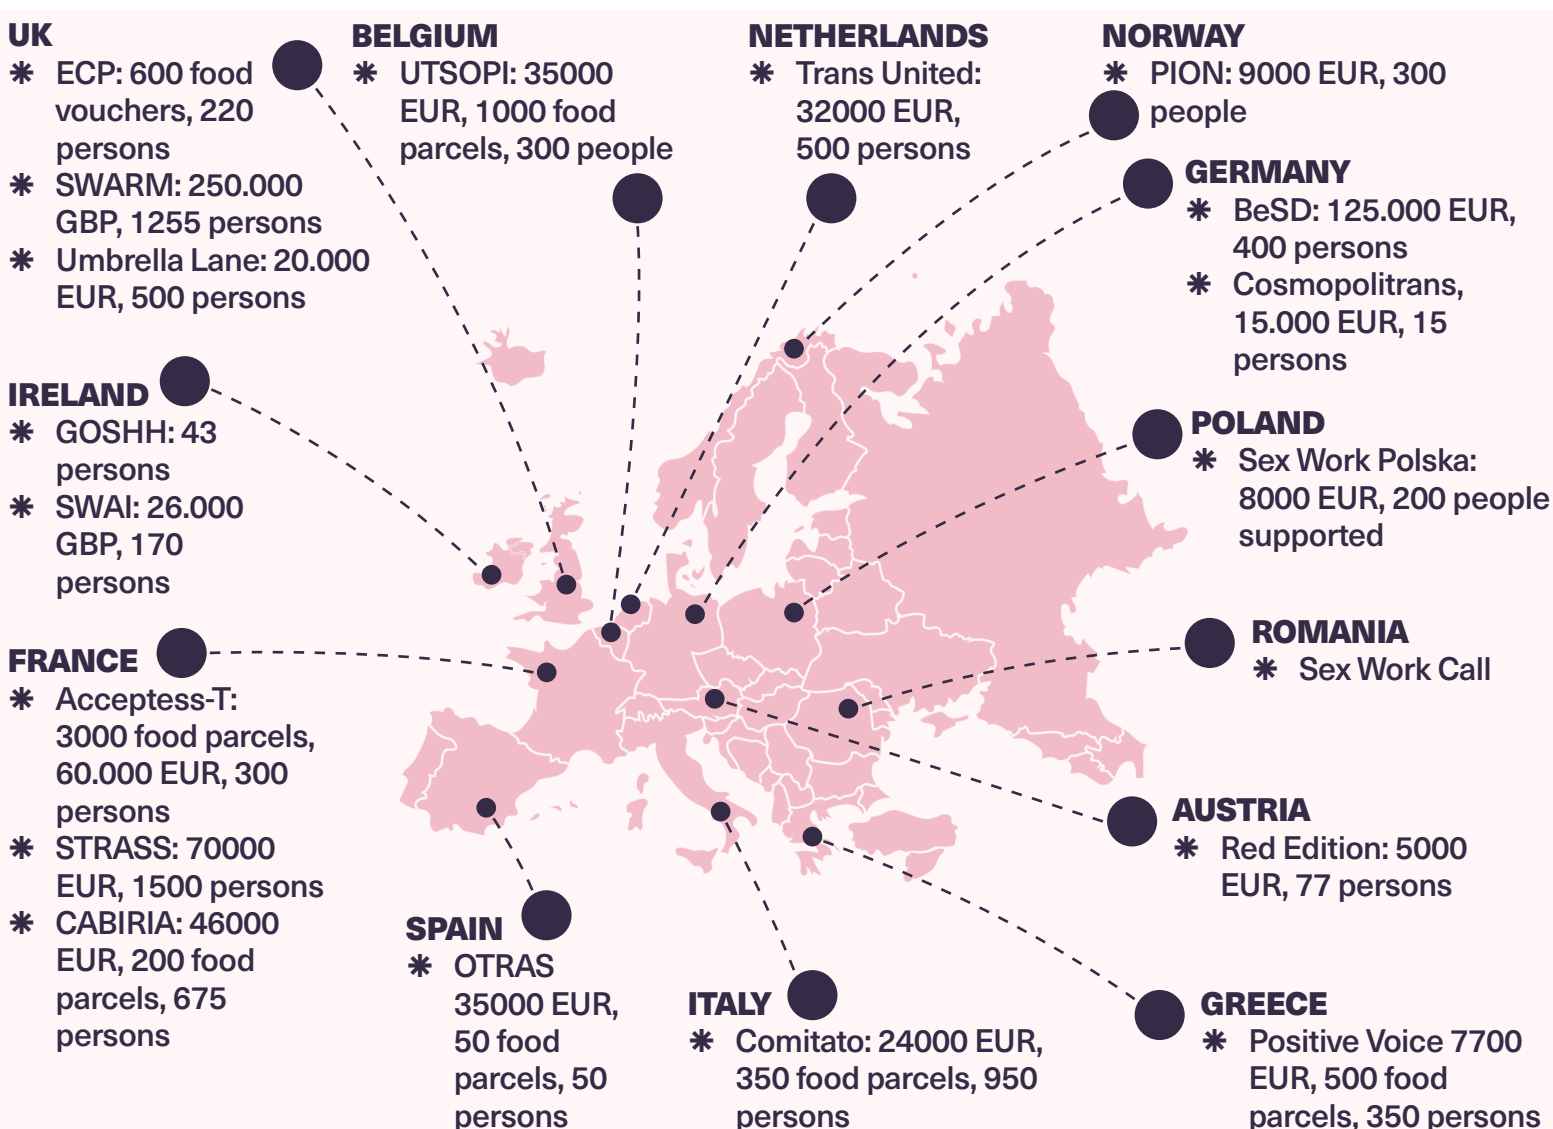 UK
✱ ECP: 600 food
vouchers, 220
persons
✱ SWARM: 250.000
GBP, 1255 persons
✱ Umbrella Lane: 20.000
EUR, 500 persons
BELGIUM
✱ UTSOPI: 35000
EUR, 1000 food
parcels, 300 people
NETHERLANDS
✱ Trans United:
32000 EUR,
500 persons
NORWAY
✱ PION: 9000 EUR, 300
people
GERMANY
✱ BeSD: 125.000 EUR,
400 persons
✱ Cosmopolitrans,
15.000 EUR, 15
persons
IRELAND
✱ GOSHH: 43
persons
✱ SWAI: 26.000
GBP, 170
persons
POLAND
✱ Sex Work Polska:
8000 EUR, 200 people
supported
FRANCE
✱ Acceptess-T:
3000 food parcels,
60.000 EUR, 300
persons
✱ STRASS: 70000
EUR, 1500 persons
✱ CABIRIA: 46000
EUR, 200 food
parcels, 675
persons
ROMANIA
✱ Sex Work Call
AUSTRIA
✱ Red Edition: 5000
EUR, 77 persons
SPAIN
✱ OTRAS
35000 EUR,
50 food
parcels, 50
persons
ITALY
✱ Comitato: 24000 EUR,
350 food parcels, 950
persons
GREECE
✱ Positive Voice 7700
EUR, 500 food
parcels, 350 persons